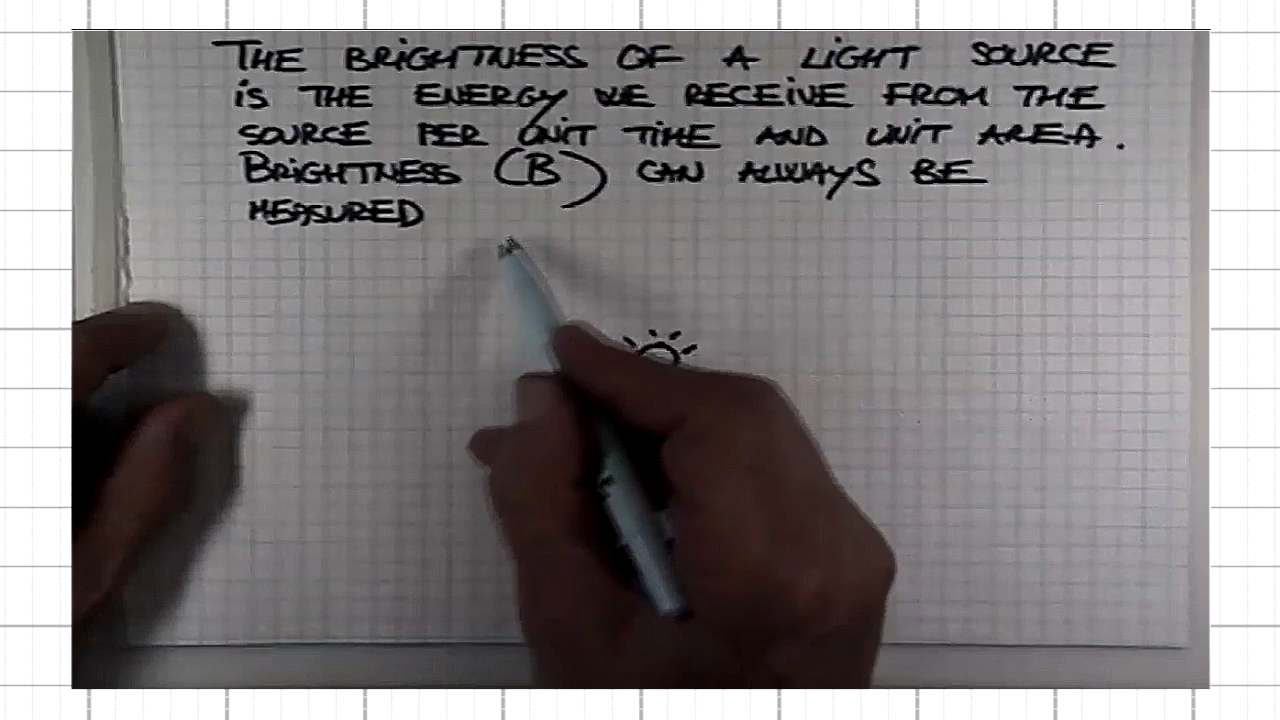 THE BRIGHTNESS OF A LIGHT SOURCE
IS THE ENERGY WE RECEIVE FROM THE
SOURCE PER UNIT TIME AND UNIT AREA.
BRIGHTNESS (B) CAN ALWAYS BE
MEASURED